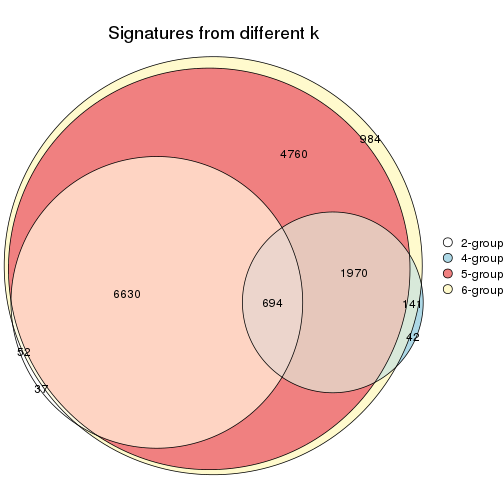 Signatures from different k
984
4760
2-group
4-group
5-group
6-group
1970
6630
694
141
42
52
37